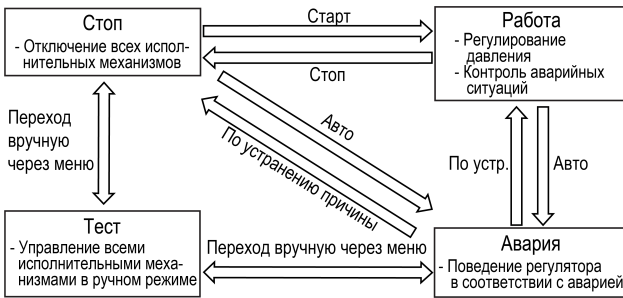 Стоп
- Отключение всех испол-
нительных механизмов
Старт
Стоп
Работа
- Регулирование
давления
- Контроль аварийных
ситуаций
Переход
вручную
через меню
Авто
По устранению причины
По устр.
Авто
Тест
- Управление всеми
исполнительными меха-
низмами в ручном режиме
Переход вручную через меню
Авария
- Поведение регулятора
в соответствии с аварией